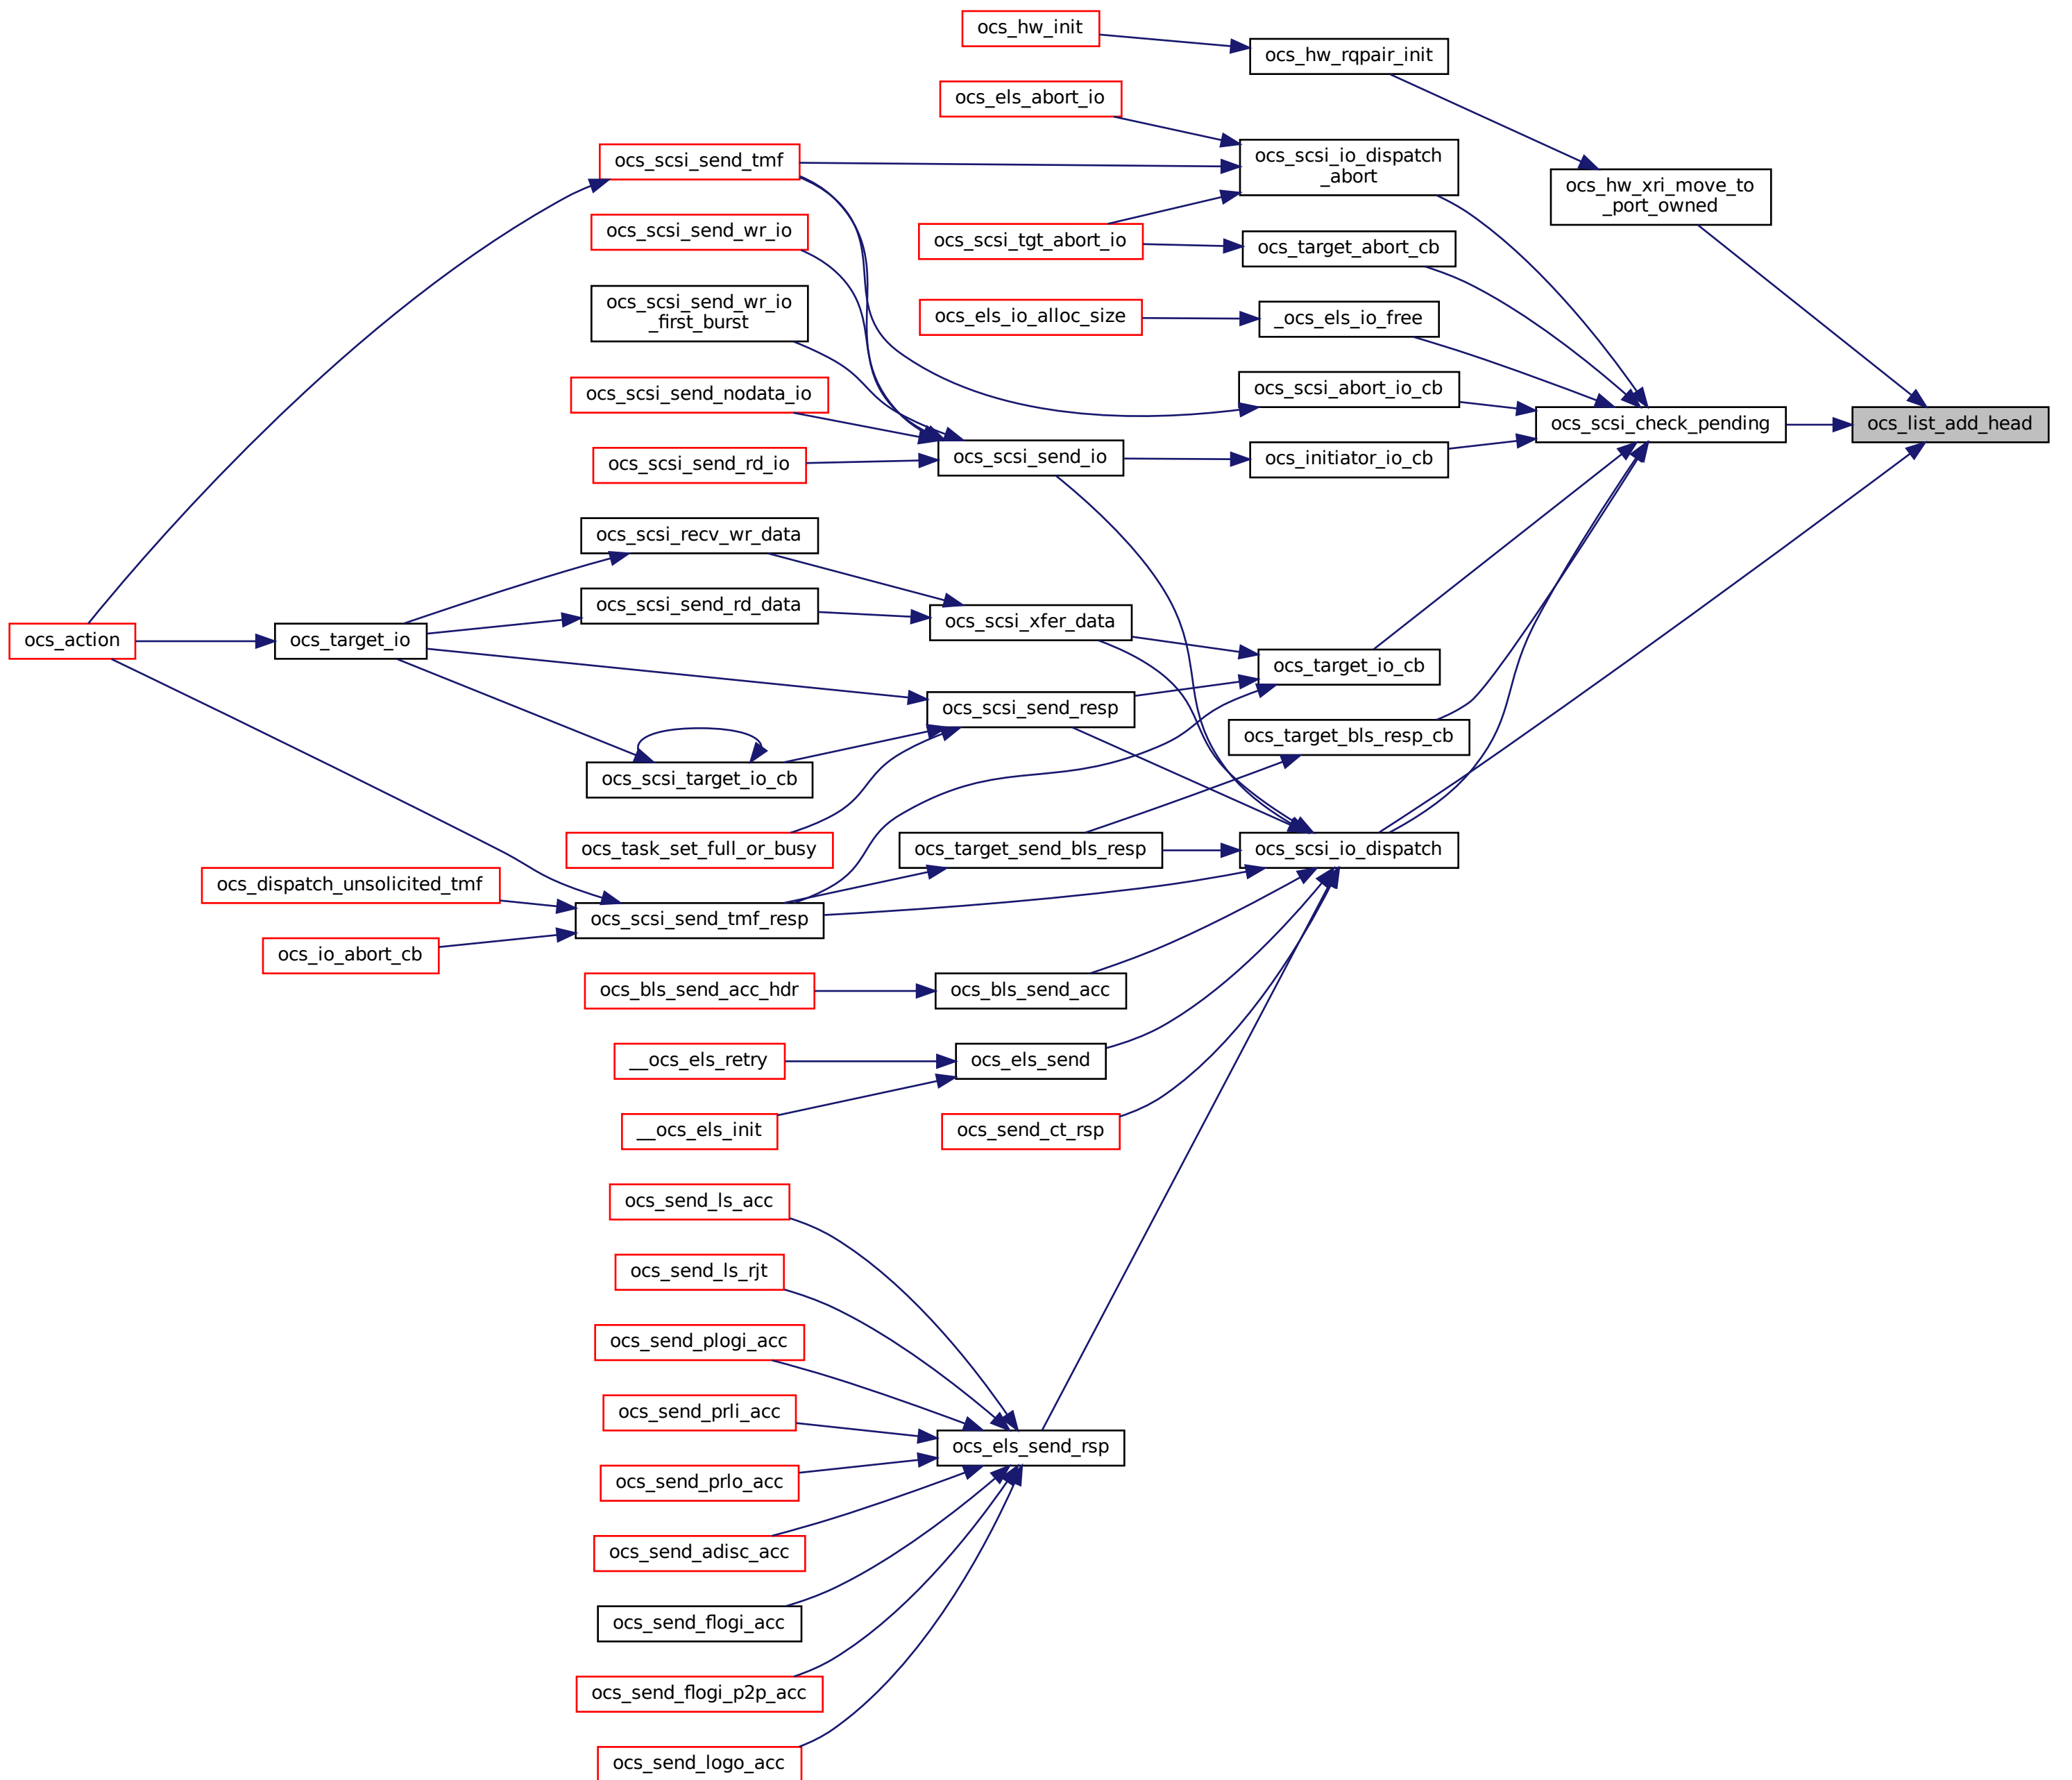 ocs_hw_init
ocs_hw_rqpair_init
ocs_els_abort_io
ocs_scsi_send_tmf
ocs_scsi_io_dispatch
_abort
ocs_hw_xri_move_to
_port_owned
ocs_scsi_send_wr_io
ocs_scsi_tgt_abort_io
ocs_target_abort_cb
ocs_scsi_send_wr_io
_first_burst
ocs_els_io_alloc_size
_ocs_els_io_free
ocs_scsi_send_nodata_io
ocs_scsi_abort_io_cb
ocs_scsi_check_pending
ocs_list_add_head
ocs_scsi_send_rd_io
ocs_scsi_send_io
ocs_initiator_io_cb
ocs_scsi_recv_wr_data
ocs_scsi_send_rd_data
ocs_scsi_xfer_data
ocs_action
ocs_target_io
ocs_target_io_cb
ocs_scsi_send_resp
ocs_target_bls_resp_cb
ocs_scsi_target_io_cb
ocs_task_set_full_or_busy
ocs_target_send_bls_resp
ocs_scsi_io_dispatch
ocs_dispatch_unsolicited_tmf
ocs_scsi_send_tmf_resp
ocs_io_abort_cb
ocs_bls_send_acc_hdr
ocs_bls_send_acc
__ocs_els_retry
ocs_els_send
__ocs_els_init
ocs_send_ct_rsp
ocs_send_ls_acc
ocs_send_ls_rjt
ocs_send_plogi_acc
ocs_send_prli_acc
ocs_els_send_rsp
ocs_send_prlo_acc
ocs_send_adisc_acc
ocs_send_flogi_acc
ocs_send_flogi_p2p_acc
ocs_send_logo_acc